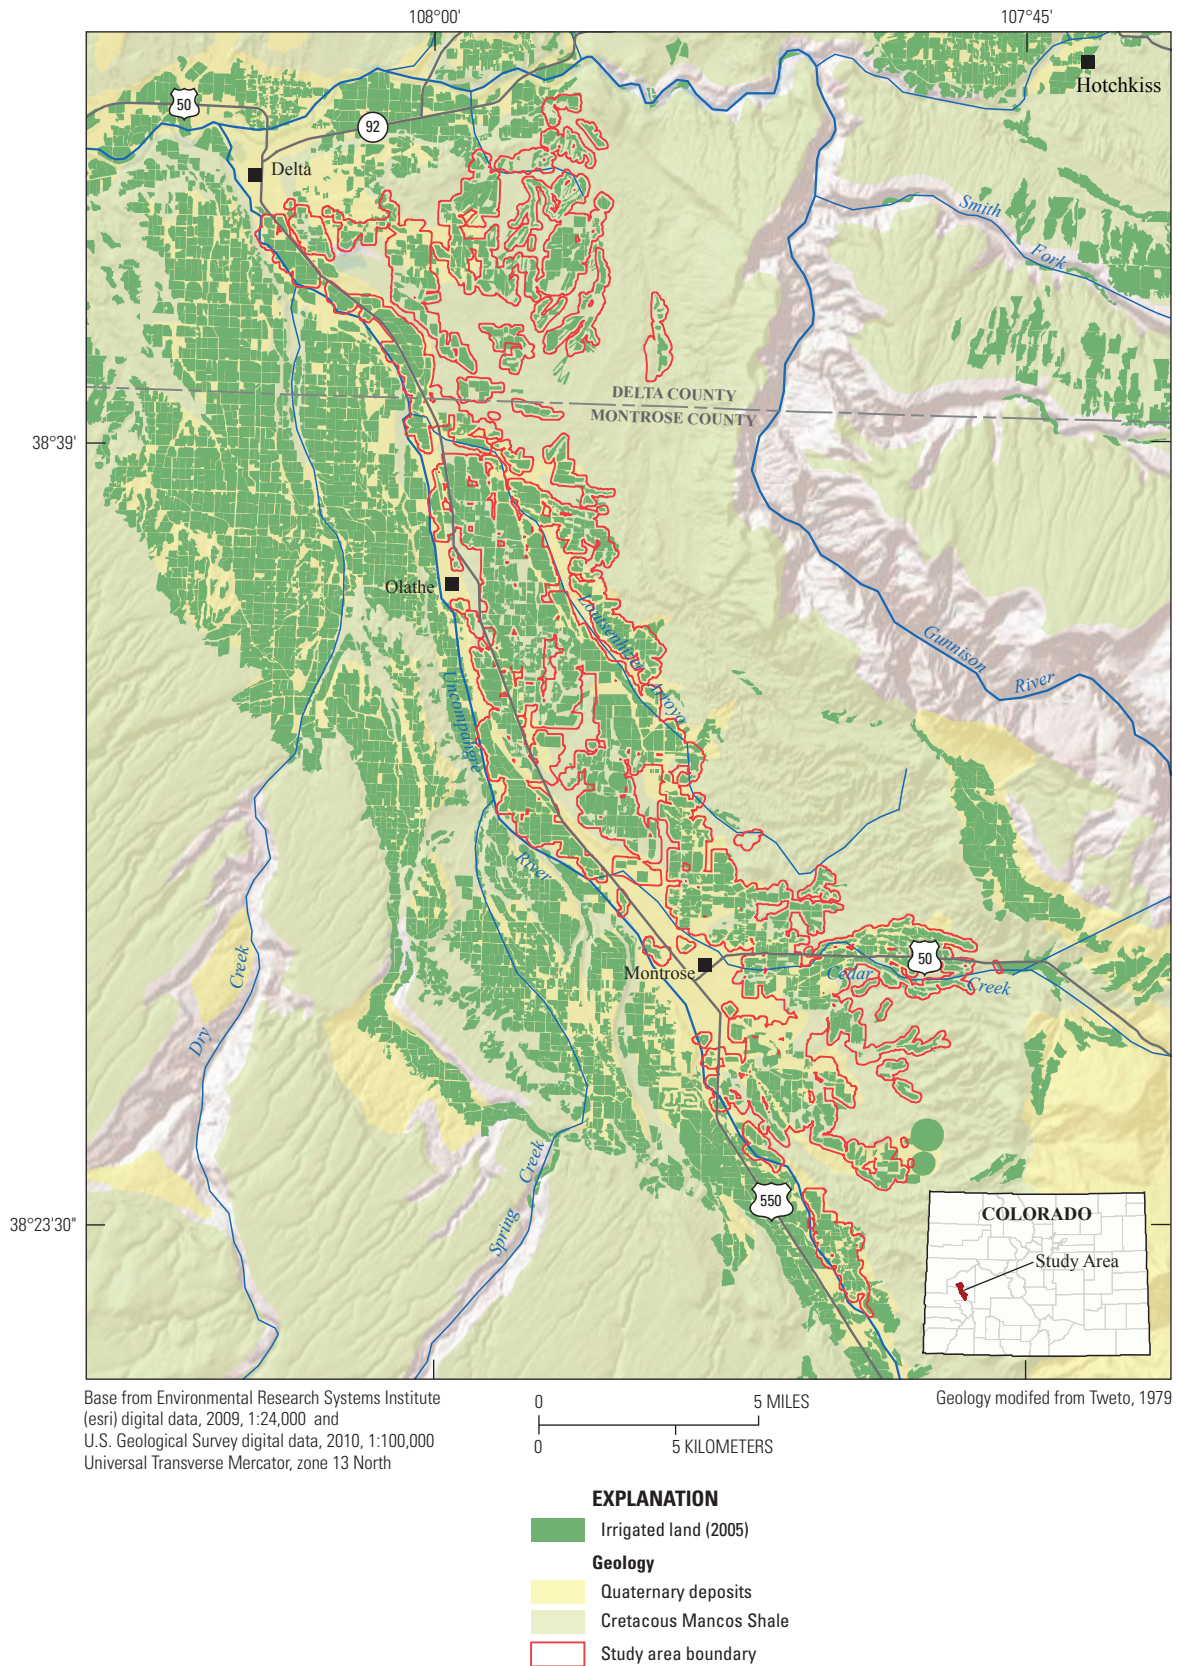 108°00'
107°45'
50
Hotchkiss
92
Delta
Smith
Fork
DELTA COUNTY
MONTROSE COUNTY
38°39'
Olathe
Loutsenhizer Arroyo
Gunnison
River
Uncompahgre
River
Creek
Dry
Montrose
50
Cedar
Creek
Creek
Spring
550
38°23'30"
COLORADO
Study Area
Base from Environmental Research Systems Institute
(esri) digital data, 2009, 1:24,000 and
U.S. Geological Survey digital data, 2010, 1:100,000
Universal Transverse Mercator, zone 13 North
0 5 MILES
0 5 KILOMETERS
Geology modifed from Tweto, 1979
EXPLANATION
Irrigated land (2005)
Geology
Quaternary deposits
Cretacous Mancos Shale
Study area boundary